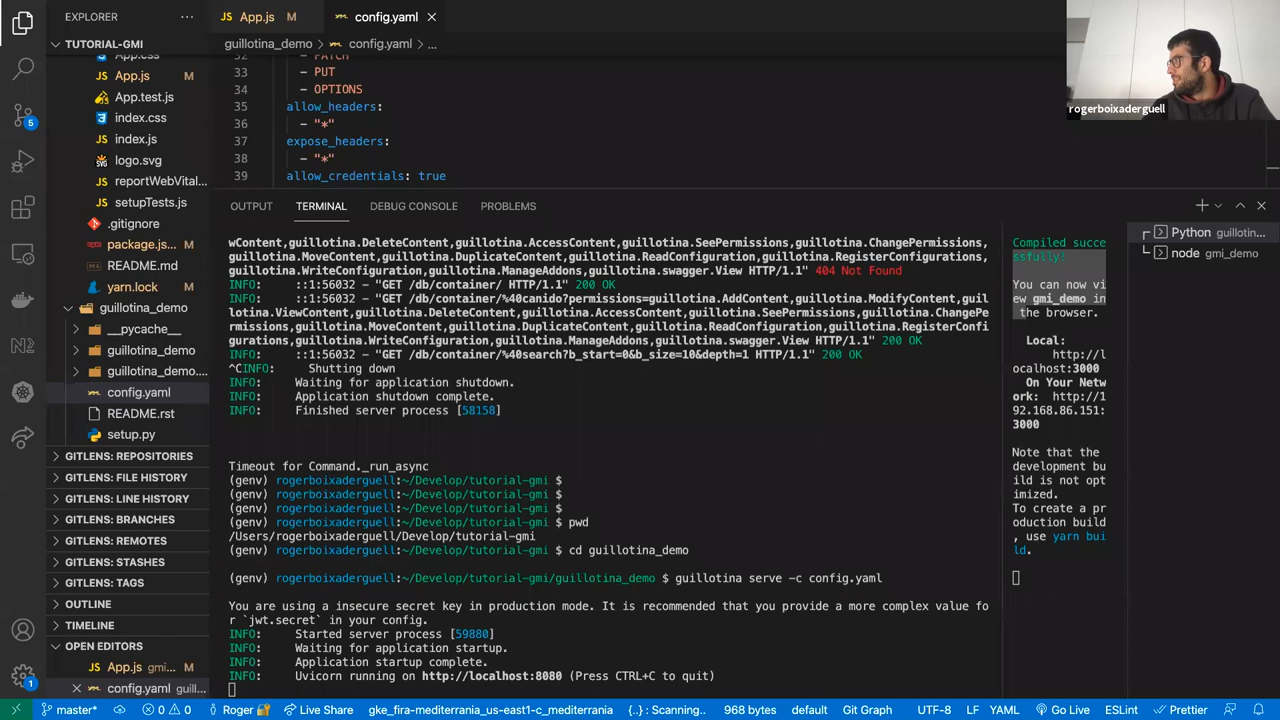 EXPLORER
TUTORIAL-GMI
App.css
App.js M
App.test.js
index.css
index.js
logo.svg
reportWebVital...
setupTests.js
.gitignore
package.js... M
README.md
yarn.lock M
guillotina_demo
__pycache__
guillotina_demo
guillotina_demo....
config.yaml
README.rst
setup.py
GITLENS: REPOSITORIES
GITLENS: FILE HISTORY
GITLENS: LINE HISTORY
GITLENS: BRANCHES
GITLENS: REMOTES
GITLENS: STASHES
GITLENS: TAGS
OUTLINE
TIMELINE
OPEN EDITORS
App.js gmi... M
config.yaml guill...
5
1
App.js M
config.yaml
guillotina_demo > config.yaml > ...
32 - PATCH
33 - PUT
34 - OPTIONS
35 allow_headers:
36 - "*"
37 expose_headers:
38 - "*"
39 allow_credentials: true
rogerboixaderguell
OUTPUT TERMINAL DEBUG CONSOLE PROBLEMS
wContent,guillotina.DeleteContent,guillotina.AccessContent,guillotina.SeePermissions,guillotina.ChangePermissions,
guillotina.MoveContent,guillotina.DuplicateContent,guillotina.ReadConfiguration,guillotina.RegisterConfigurations,
guillotina.WriteConfiguration,guillotina.ManageAddons,guillotina.swagger.View HTTP/1.1" 404 Not Found
INFO: ::1:56032 - "GET /db/container/ HTTP/1.1" 200 OK
INFO: ::1:56032 - "GET /db/container/%40canido?permissions=guillotina.AddContent,guillotina.ModifyContent,guil
lotina.ViewContent,guillotina.DeleteContent,guillotina.AccessContent,guillotina.SeePermissions,guillotina.ChangePe
rmissions,guillotina.MoveContent,guillotina.DuplicateContent,guillotina.ReadConfiguration,guillotina.RegisterConfi
gurations,guillotina.WriteConfiguration,guillotina.ManageAddons,guillotina.swagger.View HTTP/1.1" 200 OK
INFO: ::1:56032 - "GET /db/container/%40search?b_start=0&b_size=10&depth=1 HTTP/1.1" 200 OK
^CINFO: Shutting down
INFO: Waiting for application shutdown.
INFO: Application shutdown complete.
INFO: Finished server process [58158]
Timeout for Command._run_async
(genv) rogerboixaderguell:~/Develop/tutorial-gmi $
(genv) rogerboixaderguell:~/Develop/tutorial-gmi $
(genv) rogerboixaderguell:~/Develop/tutorial-gmi $
(genv) rogerboixaderguell:~/Develop/tutorial-gmi $ pwd
/Users/rogerboixaderguell/Develop/tutorial-gmi
(genv) rogerboixaderguell:~/Develop/tutorial-gmi $ cd guillotina_demo
(genv) rogerboixaderguell:~/Develop/tutorial-gmi/guillotina_demo $ guillotina serve -c config.yaml
You are using a insecure secret key in production mode. It is recommended that you provide a more complex value fo
r `jwt.secret` in your config.
INFO: Started server process [59880]
INFO: Waiting for application startup.
INFO: Application startup complete.
INFO: Uvicorn running on http://localhost:8080 (Press CTRL+C to quit)
Compiled succe
ssfully!
You can now vi
ew gmi_demo in
the browser.
Local:
http://l
ocalhost:3000
On Your Netw
ork: http://1
92.168.86.151:
3000
Note that the
development bu
ild is not opt
imized.
To create a pr
oduction build
, use yarn bui
ld.
Python guillotin...
node gmi_demo
master* 0 0 Roger Live Share gke_fira-mediterrania_us-east1-c_mediterrania {..}: Scanning.. 968 bytes default Git Graph UTF-8 LF YAML Go Live ESLint Prettier